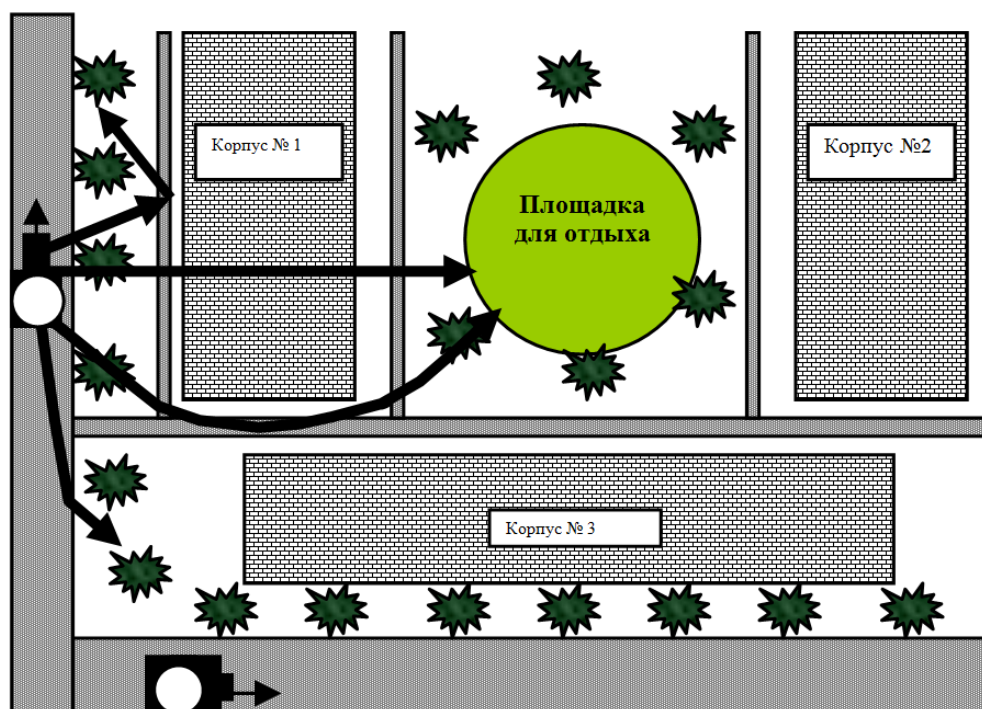 Корпус № 1
Корпус №2
Площадка
для отдыха
Корпус № 3